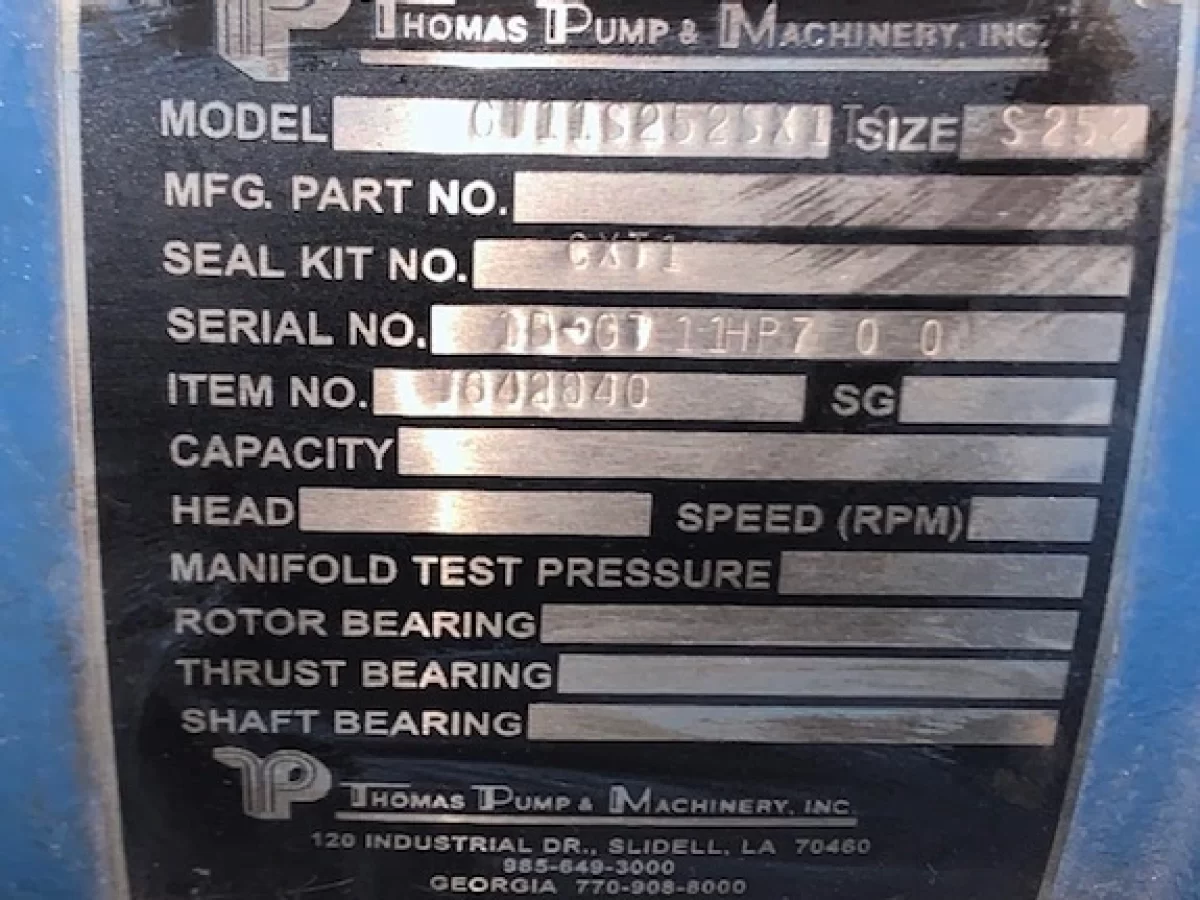 THOMAS PUMP & MACHINERY, INC.
MODEL SIZE S252
MFG. PART NO.
SEAL KIT NO. CXT1
SERIAL NO.
ITEM NO. SG
CAPACITY
HEAD SPEED (RPM)
MANIFOLD TEST PRESSURE
ROTOR BEARING
THRUST BEARING
SHAFT BEARING
TP THOMAS PUMP & MACHINERY, INC.
120 INDUSTRIAL DR., SLIDELL, LA 70460
985-649-3000
GEORGIA 770-908-8000